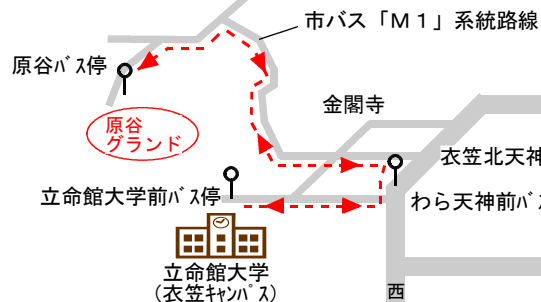 市バス「Ｍ１」系統路線
原谷ﾊﾞｽ停
金閣寺
原谷
グランド
衣笠北天神
立命館大学前ﾊﾞｽ停
わら天神前ﾊﾞｽ
立命館大学
(衣笠ｷｬﾝﾊﾟｽ)
西